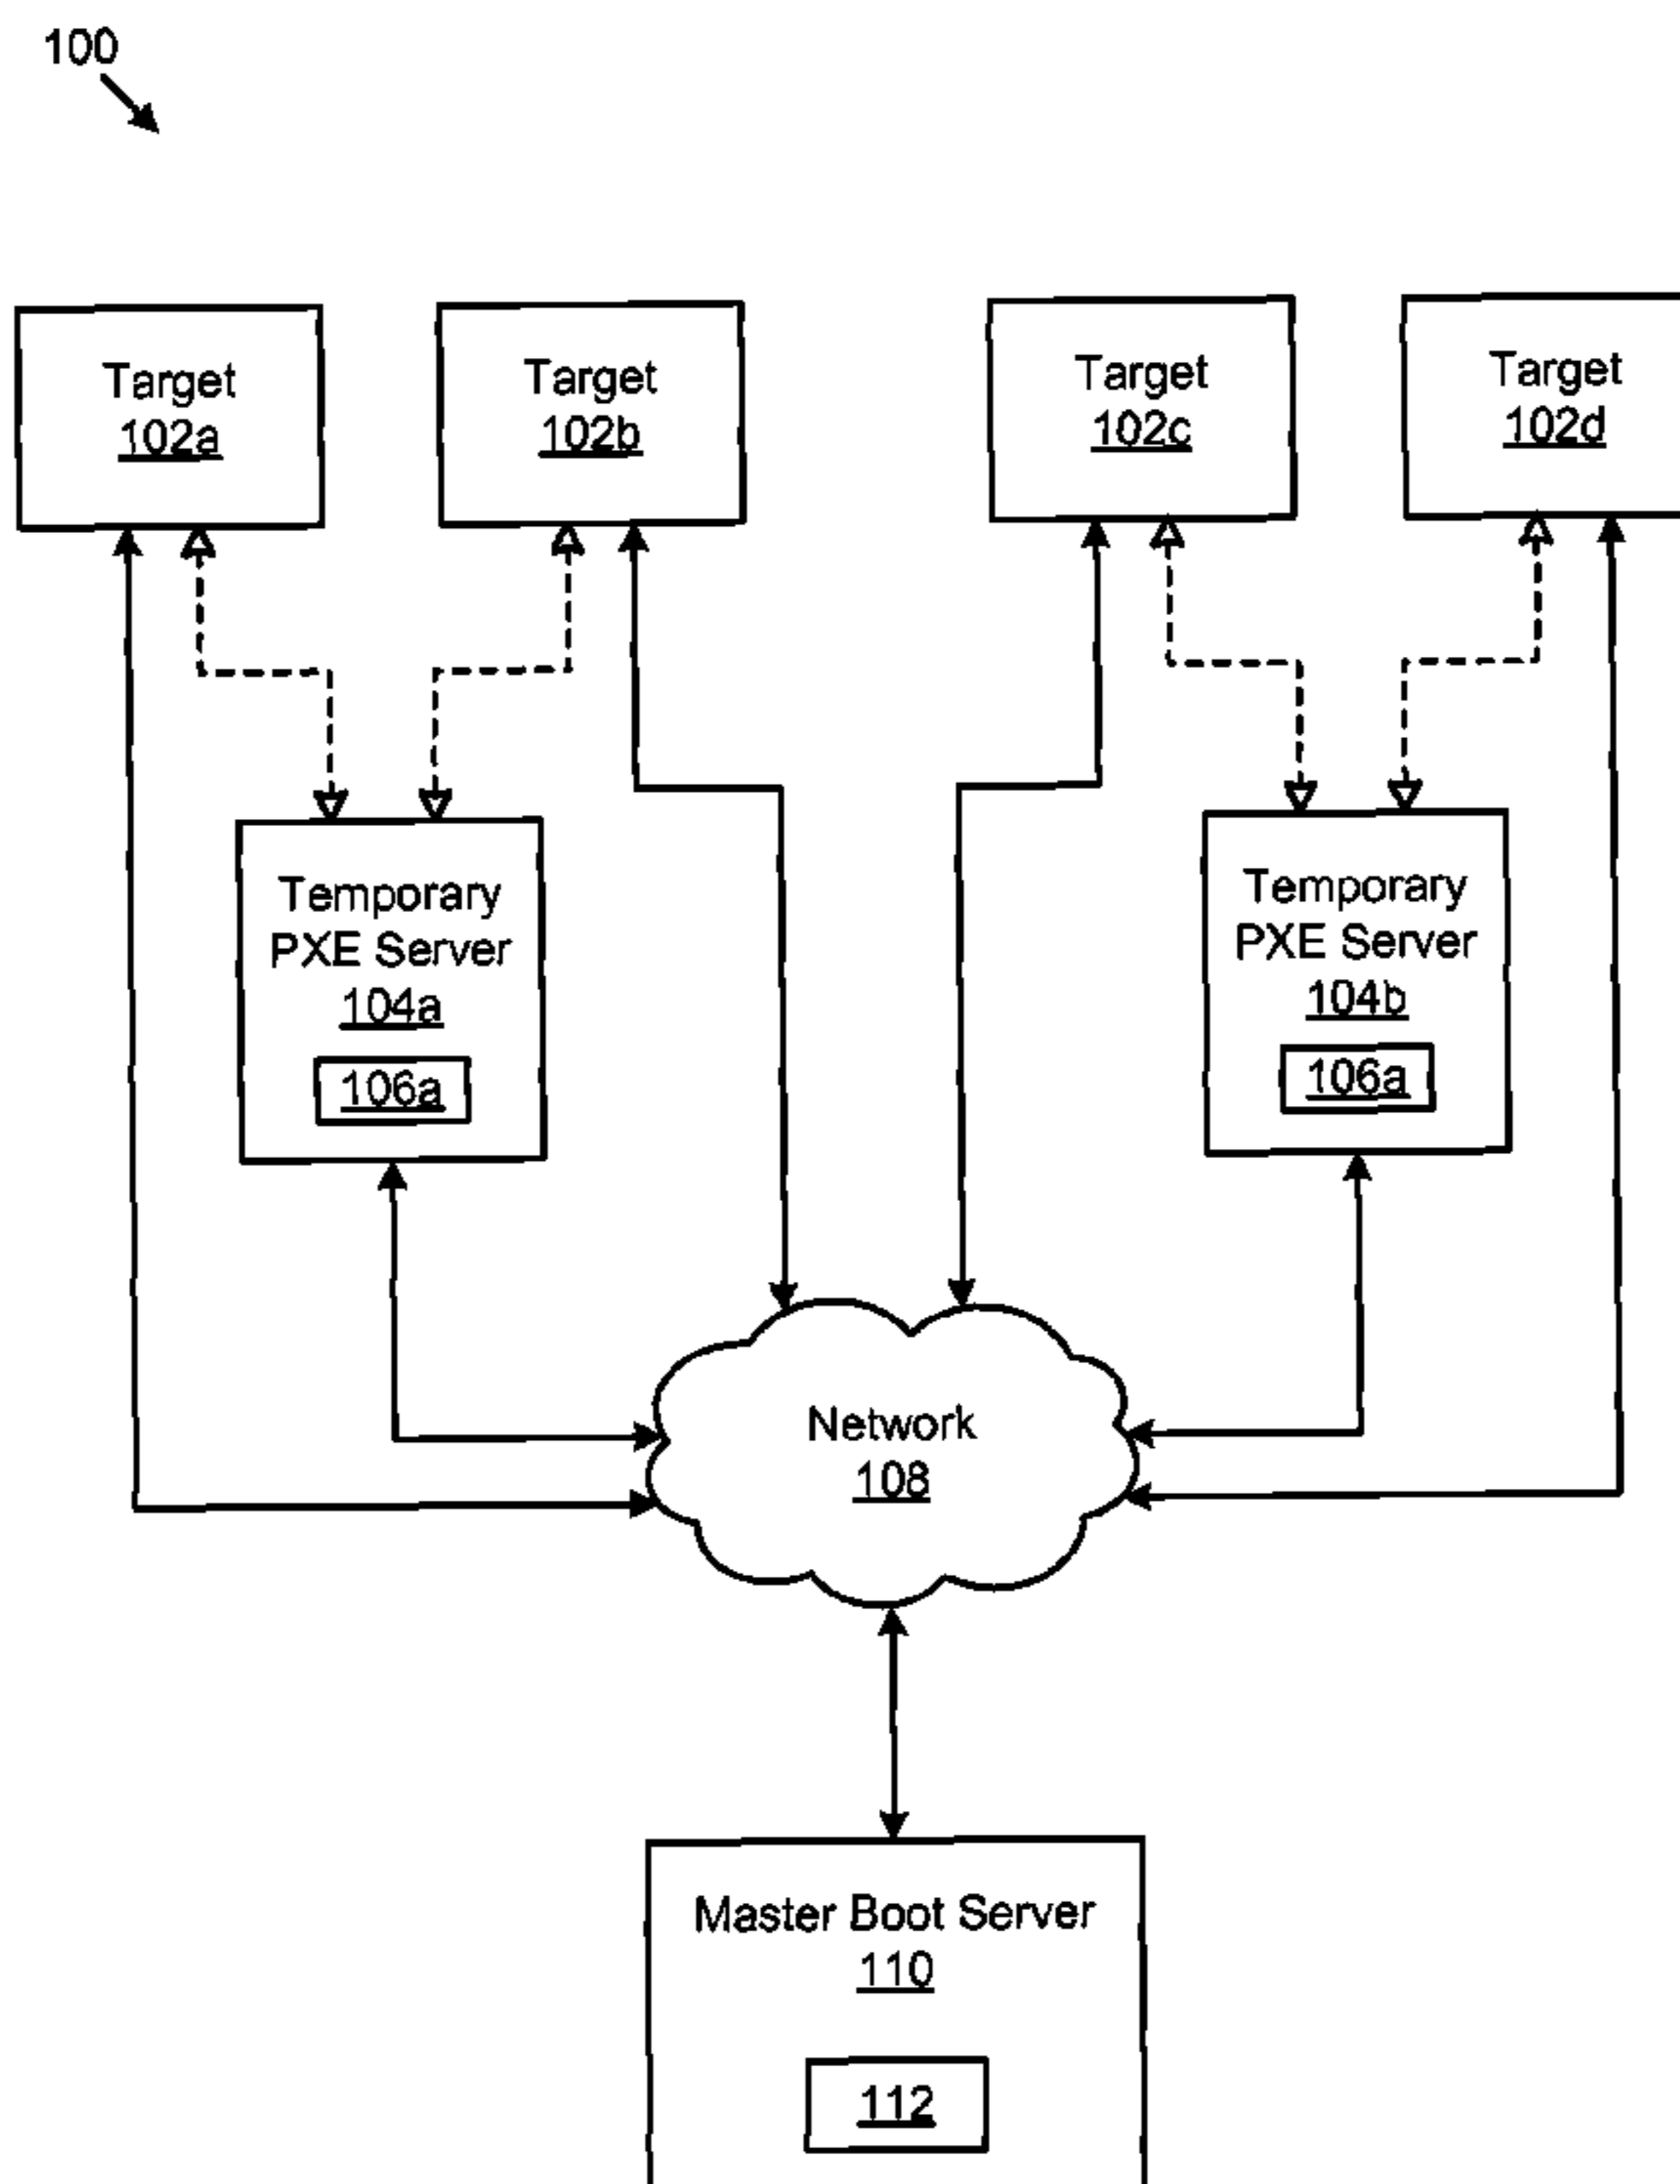 100
Target
102a
Target
102b
Target
102c
Target
102d
Temporary
PXE Server
104a
106a
Temporary
PXE Server
104b
106a
Network
108
Master Boot Server
110
112